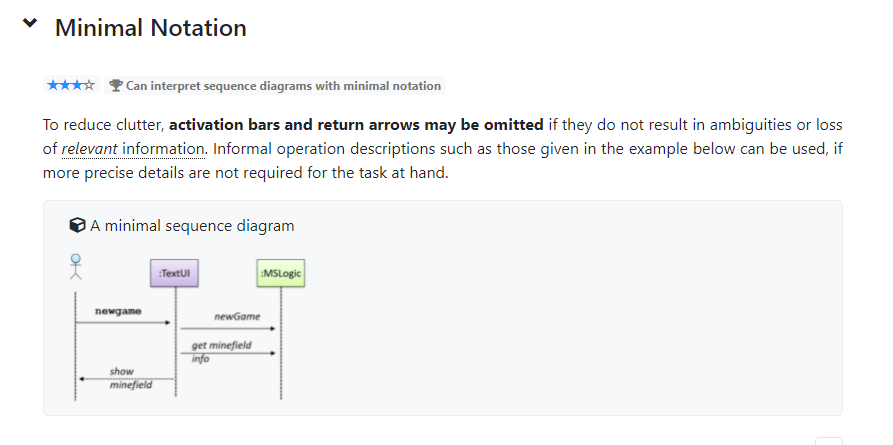 Minimal Notation
Can interpret sequence diagrams with minimal notation
To reduce clutter, activation bars and return arrows may be omitted if they do not result in ambiguities or loss
of relevant information. Informal operation descriptions such as those given in the example below can be used, if
more precise details are not required for the task at hand.
A minimal sequence diagram
:TextUI
:MSLogic
newgame
newGame
get minefield
info
show
minefield